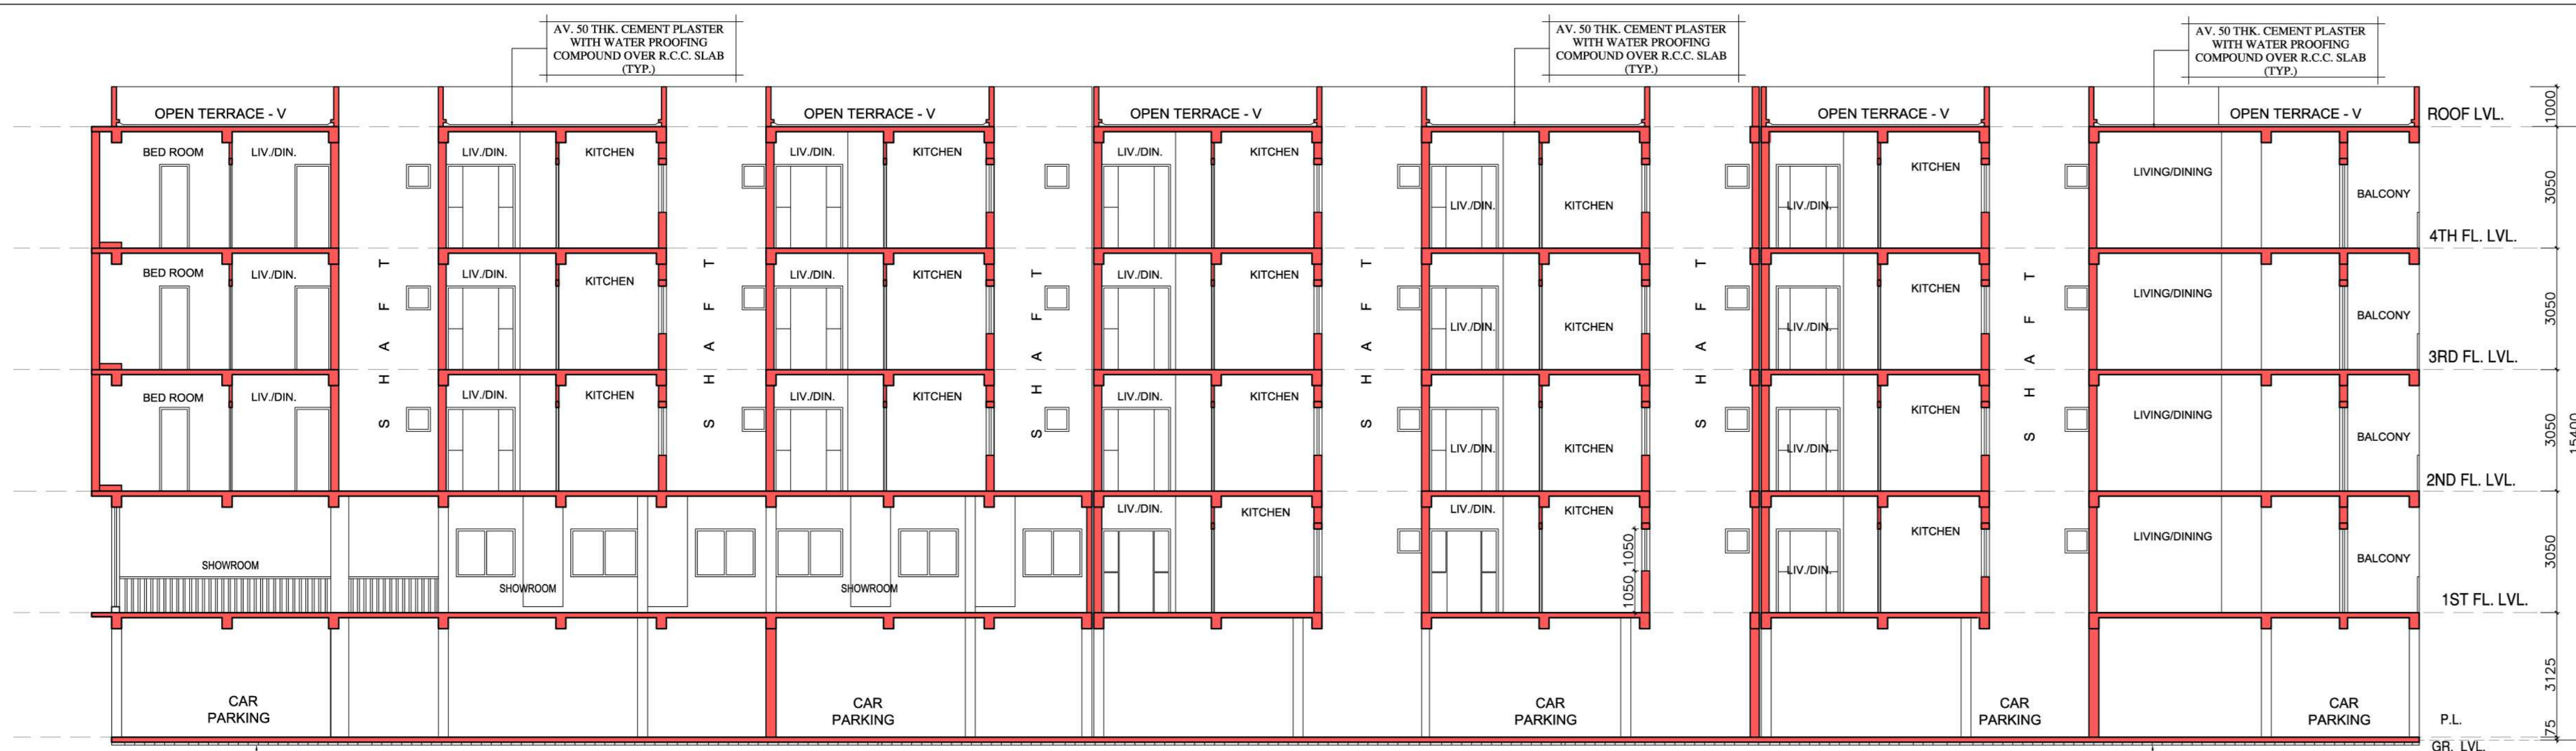 AV. 50 THK. CEMENT PLASTER
WITH WATER PROOFING
COMPOUND OVER R.C.C. SLAB
(TYP.)
AV. 50 THK. CEMENT PLASTER
WITH WATER PROOFING
COMPOUND OVER R.C.C. SLAB
(TYP.)
AV. 50 THK. CEMENT PLASTER
WITH WATER PROOFING
COMPOUND OVER R.C.C. SLAB
(TYP.)
OPEN TERRACE - V
OPEN TERRACE - V
OPEN TERRACE - V
OPEN TERRACE - V
OPEN TERRACE - V
ROOF LVL.
1000
BED ROOM
LIV./DIN.
LIV./DIN.
KITCHEN
LIV./DIN.
KITCHEN
LIV./DIN.
KITCHEN
LIV./DIN.
KITCHEN
LIV./DIN.
KITCHEN
LIVING/DINING
BALCONY
3050
4TH FL. LVL.
BED ROOM
LIV./DIN.
LIV./DIN.
KITCHEN
LIV./DIN.
KITCHEN
LIV./DIN.
KITCHEN
LIV./DIN.
KITCHEN
LIV./DIN.
KITCHEN
LIVING/DINING
BALCONY
3050
3RD FL. LVL.
SHAFT
SHAFT
SHAFT
SHAFT
SHAFT
SHAFT
BED ROOM
LIV./DIN.
LIV./DIN.
KITCHEN
LIV./DIN.
KITCHEN
LIV./DIN.
KITCHEN
LIV./DIN.
KITCHEN
LIV./DIN.
KITCHEN
LIVING/DINING
BALCONY
3050
15400
2ND FL. LVL.
SHOWROOM
SHOWROOM
SHOWROOM
LIV./DIN.
KITCHEN
LIV./DIN.
KITCHEN
1050
1050
LIV./DIN.
KITCHEN
LIVING/DINING
BALCONY
3050
1ST FL. LVL.
CAR
PARKING
CAR
PARKING
CAR
PARKING
CAR
PARKING
CAR
PARKING
3125
P.L.
75
GR. LVL.